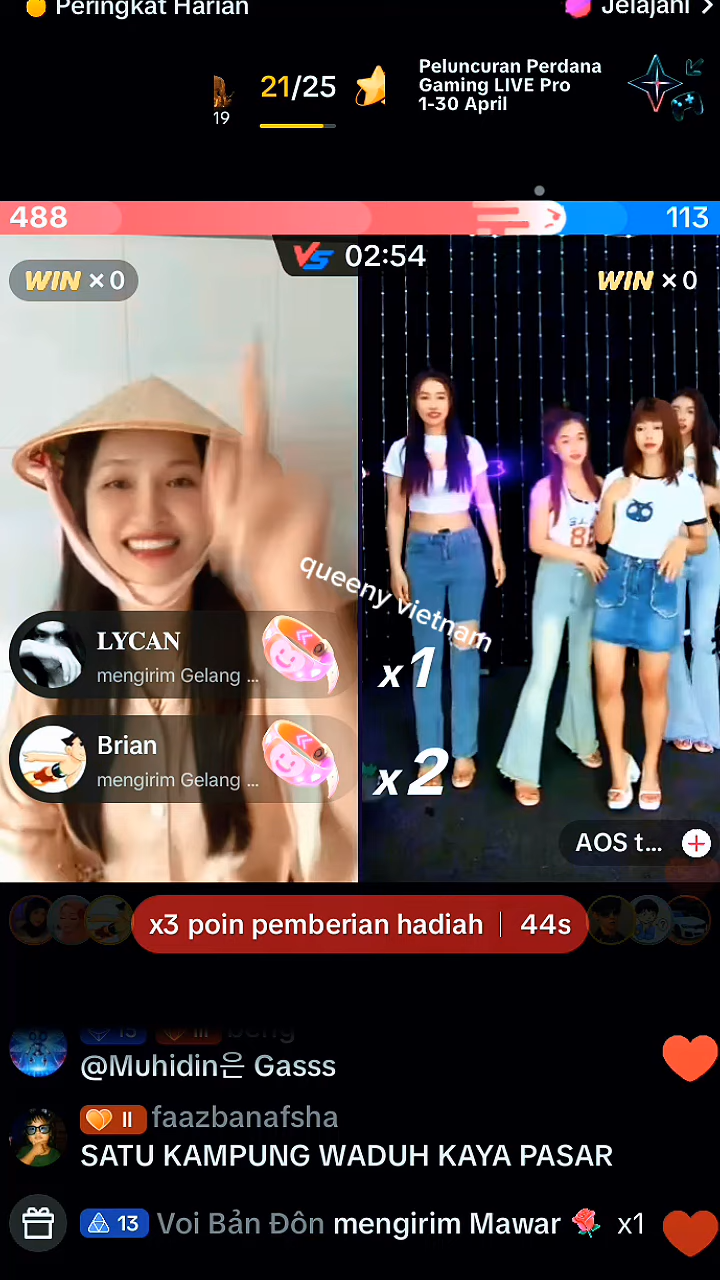 Peringkat Harian
Jelajahi
19
21/25
Peluncuran Perdana
Gaming LIVE Pro
1-30 April
488
113
VS 02:54
WIN × 0
WIN × 0
queeny vietnam
LYCAN
mengirim Gelang ...
x1
Brian
mengirim Gelang ...
x2
AOS t...
x3 poin pemberian hadiah | 44s
@Muhidin은 Gasss
II faazbanafsha
SATU KAMPUNG WADUH KAYA PASAR
13 Voi Bản Đôn mengirim Mawar 🌹 x1